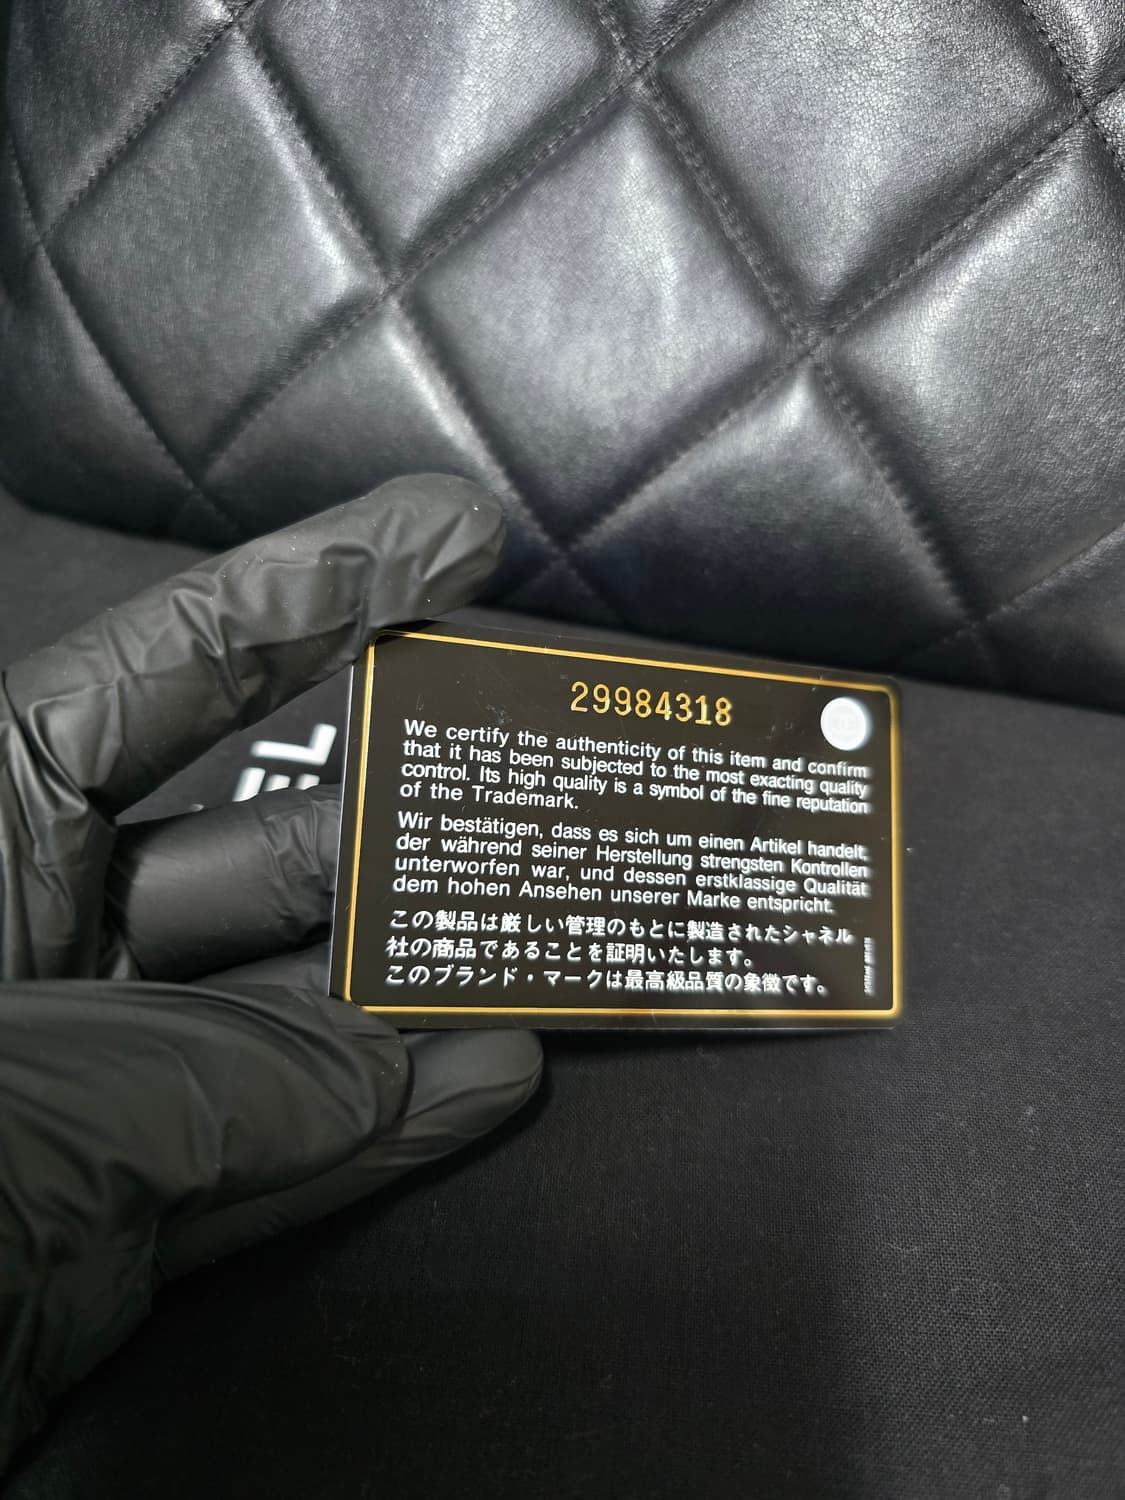 29984318
We certify the authenticity of this item and confirm
that it has been subjected to the most exacting quality
control. Its high quality is a symbol of the fine reputation
of the Trademark.
Wir bestätigen, dass es sich um einen Artikel handelt,
der während seiner Herstellung strengsten Kontrollen
unterworfen war, und dessen erstklassige Qualität
dem hohen Ansehen unserer Marke entspricht.
この製品は厳しい管理のもとに製造されたシャネル
社の商品であることを証明いたします。
このブランド・マークは最高級品質の象徴です。
EL